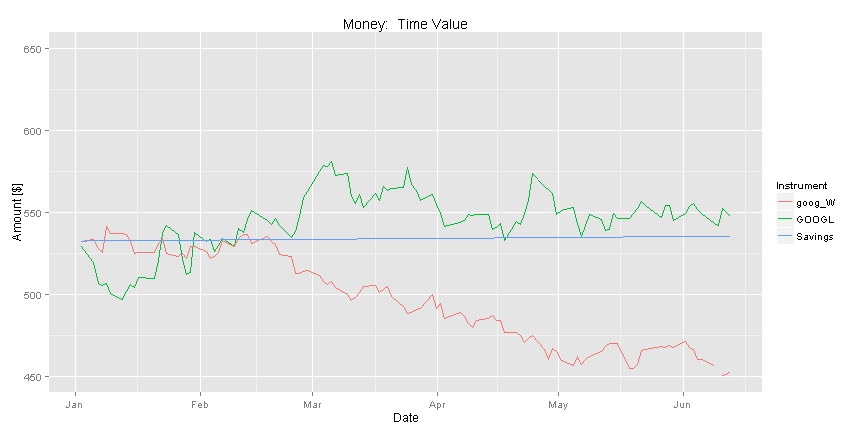 Money:  Time Value
650
600
550
500
450
Amount [$]
Jan
Feb
Mar
Apr
May
Jun
Date
Instrument
goog_W
GOOGL
Savings